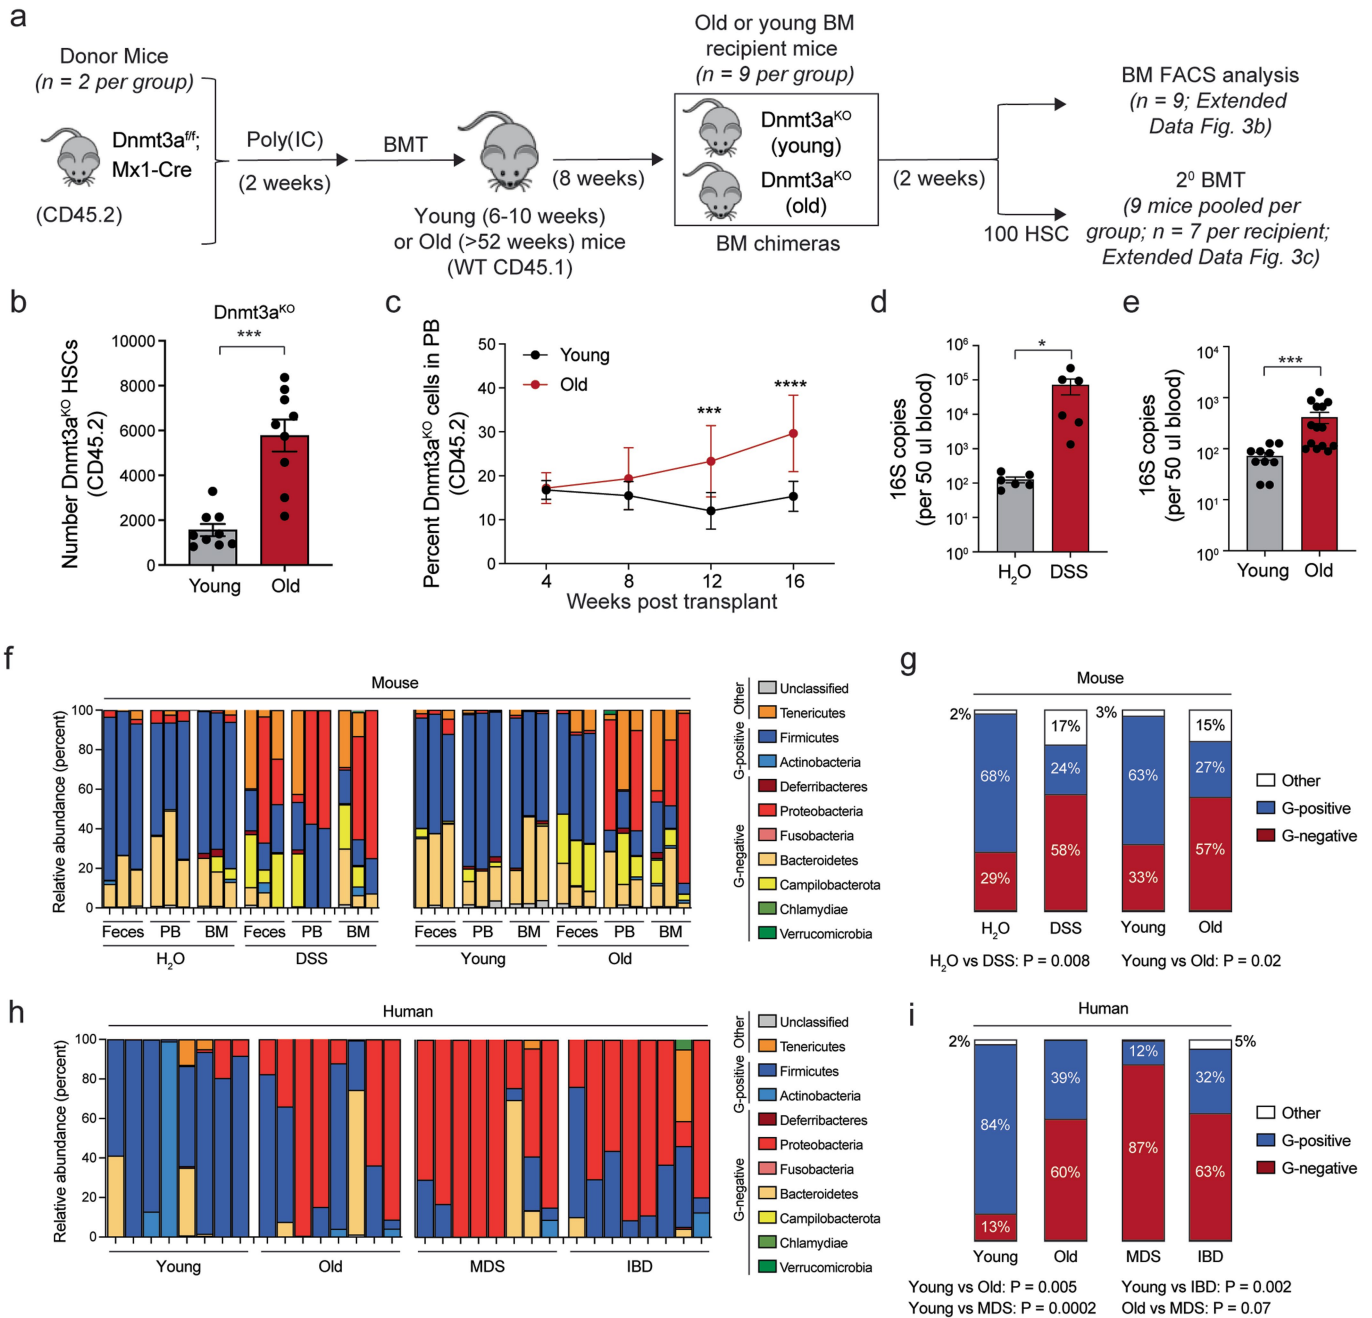 a
Donor Mice
(n = 2 per group)
Dnmt3a^f/f;
Mx1-Cre
(CD45.2)
Poly(IC)
(2 weeks)
BMT
Young (6-10 weeks)
or Old (>52 weeks) mice
(WT CD45.1)
(8 weeks)
Old or young BM
recipient mice
(n = 9 per group)
Dnmt3a^KO
(young)
Dnmt3a^KO
(old)
BM chimeras
(2 weeks)
100 HSC
BM FACS analysis
(n = 9; Extended
Data Fig. 3b)
2⁰ BMT
(9 mice pooled per
group; n = 7 per recipient;
Extended Data Fig. 3c)
b
Dnmt3a^KO
***
Number Dnmt3a^KO HSCs
(CD45.2)
10000
8000
6000
4000
2000
0
Young
Old
c
Percent Dnmt3a^KO cells in PB
(CD45.2)
50
40
30
20
10
0
Young
Old
***
****
4
8
12
16
Weeks post transplant
d
16S copies
(per 50 ul blood)
10⁶
10⁵
10⁴
10³
10²
10¹
10⁰
*
H₂O
DSS
e
16S copies
(per 50 ul blood)
10⁴
10³
10²
10¹
10⁰
***
Young
Old
f
Mouse
Relative abundance (percent)
100
80
60
40
20
0
Feces PB BM Feces PB BM
H₂O DSS
Feces PB BM Feces PB BM
Young Old
Other
G-positive
G-negative
Unclassified
Tenericutes
Firmicutes
Actinobacteria
Deferribacteres
Proteobacteria
Fusobacteria
Bacteroidetes
Campilobacterota
Chlamydiae
Verrucomicrobia
g
Mouse
2%
68%
29%
17%
24%
58%
3%
63%
33%
15%
27%
57%
H₂O
DSS
Young
Old
Other
G-positive
G-negative
H₂O vs DSS: P = 0.008
Young vs Old: P = 0.02
h
Human
Relative abundance (percent)
100
80
60
40
20
0
Young
Old
MDS
IBD
Other
G-positive
G-negative
Unclassified
Tenericutes
Firmicutes
Actinobacteria
Deferribacteres
Proteobacteria
Fusobacteria
Bacteroidetes
Campilobacterota
Chlamydiae
Verrucomicrobia
i
Human
2%
84%
13%
39%
60%
12%
87%
5%
32%
63%
Young
Old
MDS
IBD
Other
G-positive
G-negative
Young vs Old: P = 0.005
Young vs IBD: P = 0.002
Young vs MDS: P = 0.0002
Old vs MDS: P = 0.07